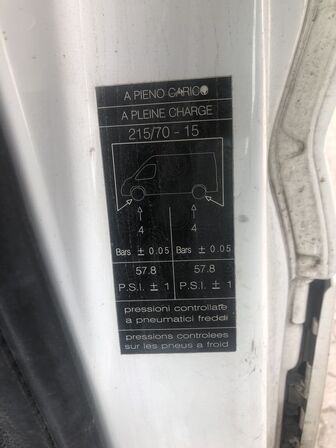 A PIENO CARICO
A PLEINE CHARGE
215/70 - 15
4 4
Bars ± 0.05 Bars ± 0.05
57.8 57.8
P.S.I. ± 1 P.S.I. ± 1
pressioni controllate
a pneumatici freddi
pressions controlees
sur les pneus a froid